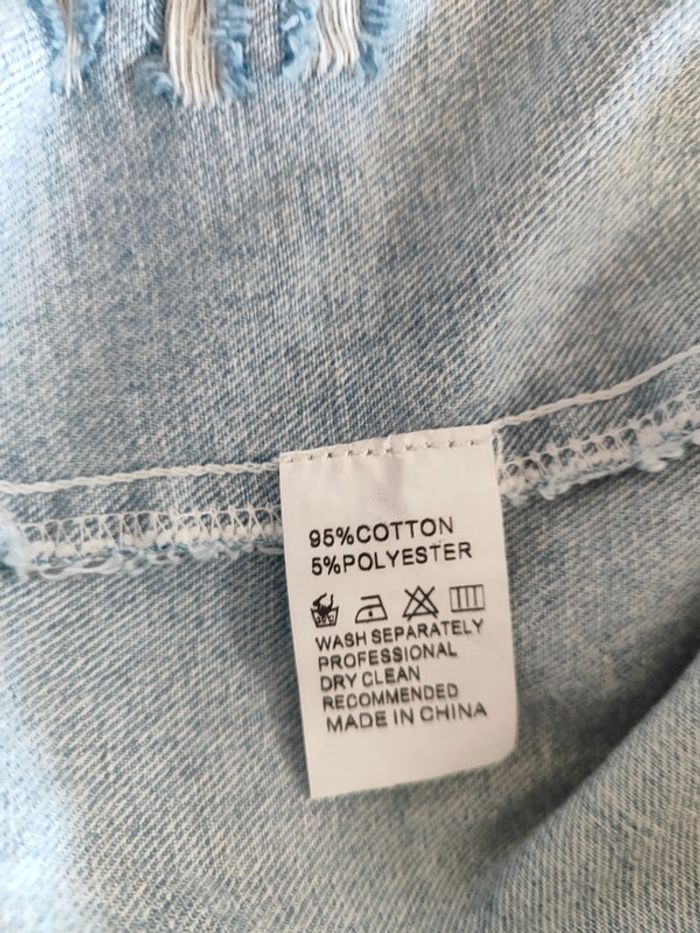 95%COTTON
5%POLYESTER
WASH SEPARATELY
PROFESSIONAL
DRY CLEAN
RECOMMENDED
MADE IN CHINA